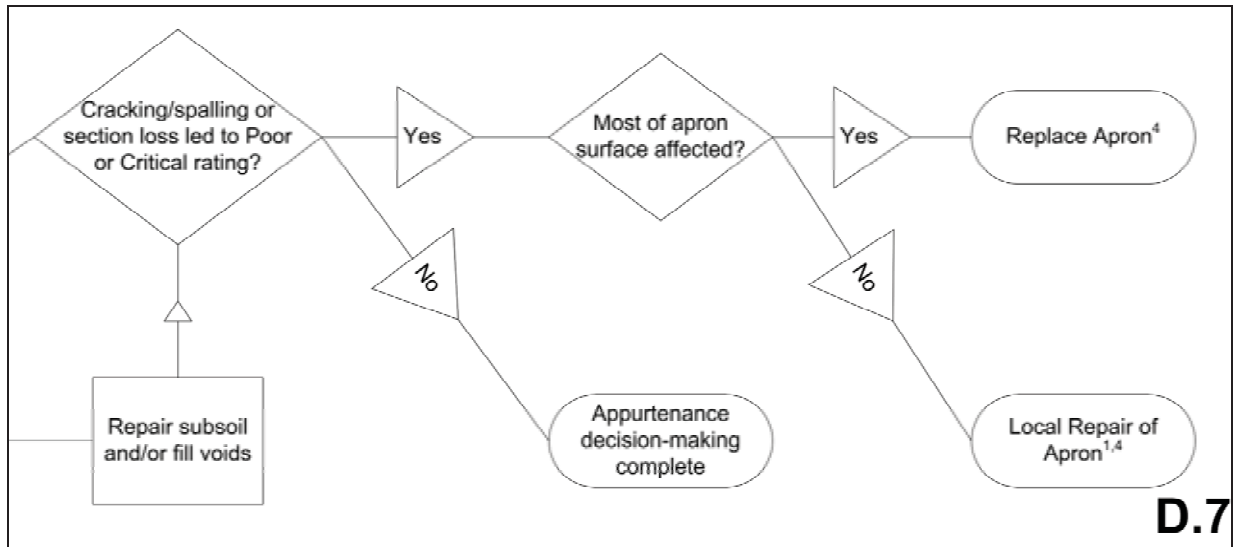 Cracking/spalling or
section loss led to Poor
or Critical rating?
Yes
Most of apron
surface affected?
Yes
Replace Apron⁴
No
No
Repair subsoil
and/or fill voids
Appurtenance
decision-making
complete
Local Repair of
Apron¹,⁴
D.7